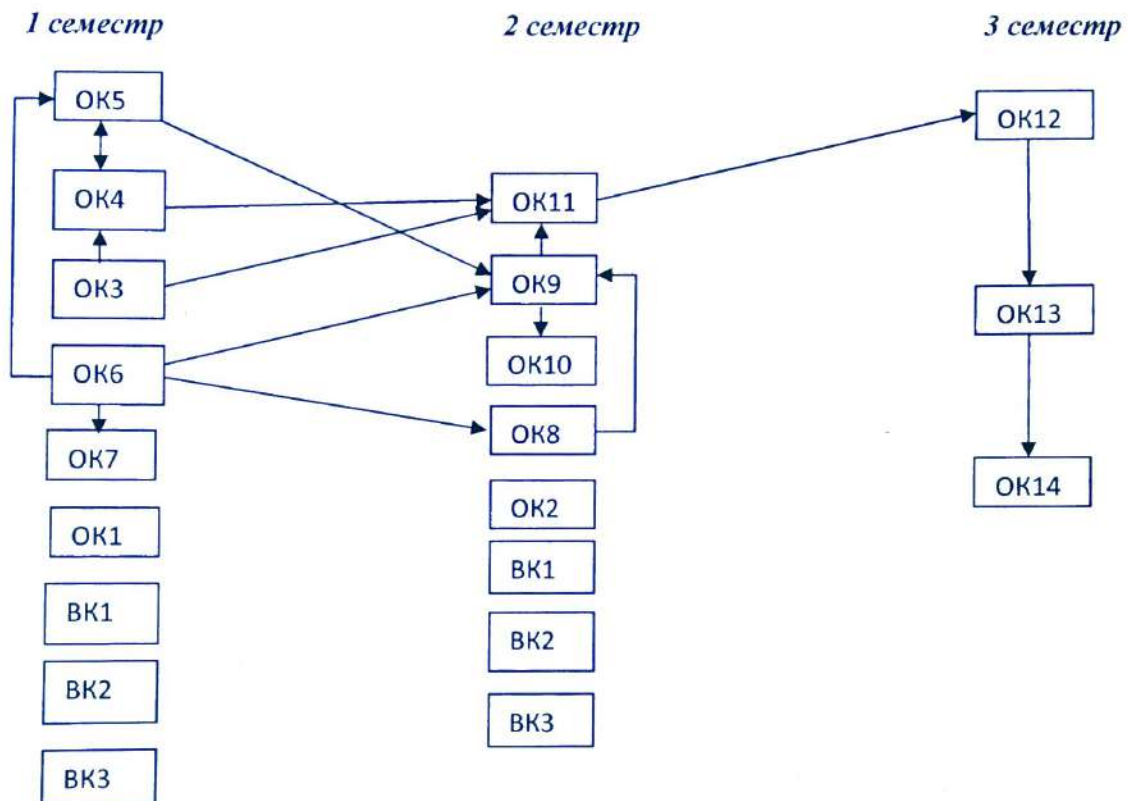 1 семестр
2 семестр
3 семестр
ОК5
ОК4
ОК3
ОК6
ОК7
ОК1
ВК1
ВК2
ВК3
ОК11
ОК9
ОК10
ОК8
ОК2
ВК1
ВК2
ВК3
ОК12
ОК13
ОК14